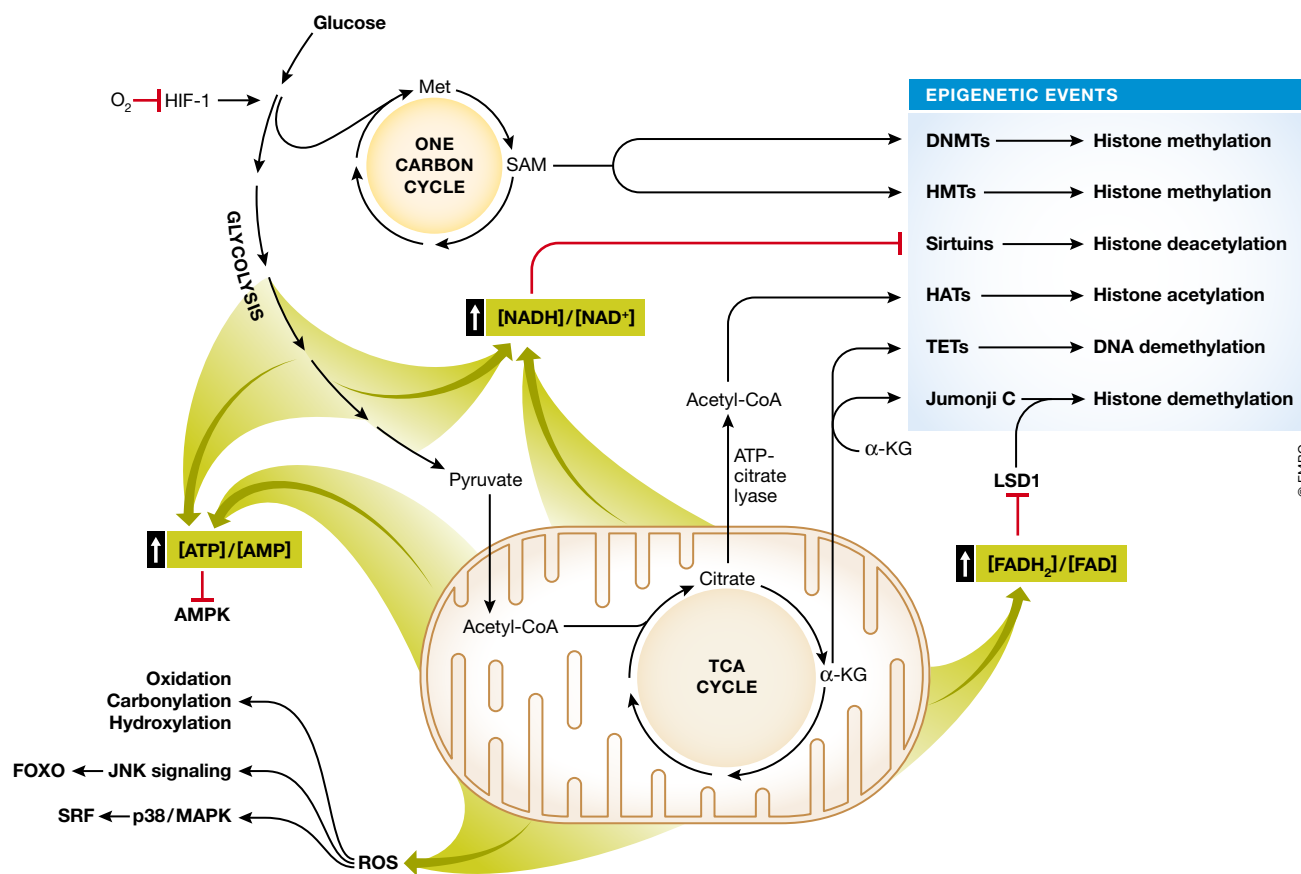 Glucose
O₂
HIF-1
Met
ONE
CARBON
CYCLE
SAM
GLYCOLYSIS
EPIGENETIC EVENTS
DNMTs
Histone methylation
HMTs
Histone methylation
Sirtuins
Histone deacetylation
HATs
Histone acetylation
TETs
DNA demethylation
Jumonji C
Histone demethylation
[NADH]/[NAD⁺]
Acetyl-CoA
α-KG
ATP-
citrate
lyase
LSD1
Pyruvate
[ATP]/[AMP]
AMPK
[FADH₂]/[FAD]
Citrate
Acetyl-CoA
TCA
CYCLE
α-KG
Oxidation
Carbonylation
Hydroxylation
FOXO
JNK signaling
SRF
p38/MAPK
ROS